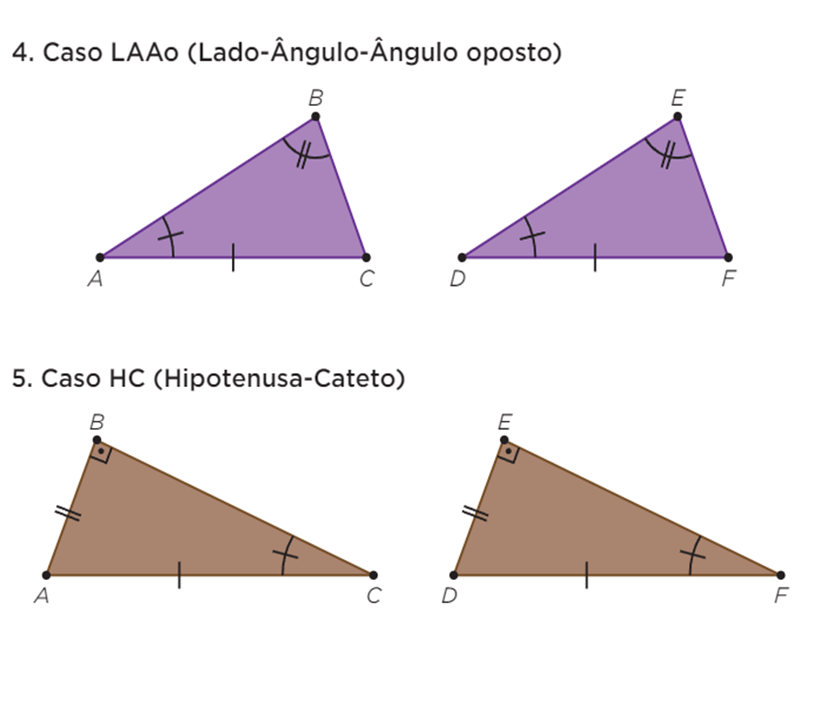 4. Caso LAAo (Lado-Ângulo-Ângulo oposto)
B
E
A
C
D
F
5. Caso HC (Hipotenusa-Cateto)
B
E
A
C
D
F